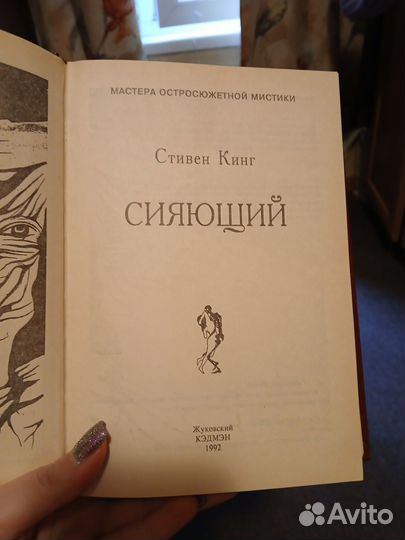 МАСТЕРА ОСТРОСЮЖЕТНОЙ МИСТИКИ
Стивен Кинг
СИЯЮЩИЙ
Жуковский
КЭДМЭН
1992
Avito